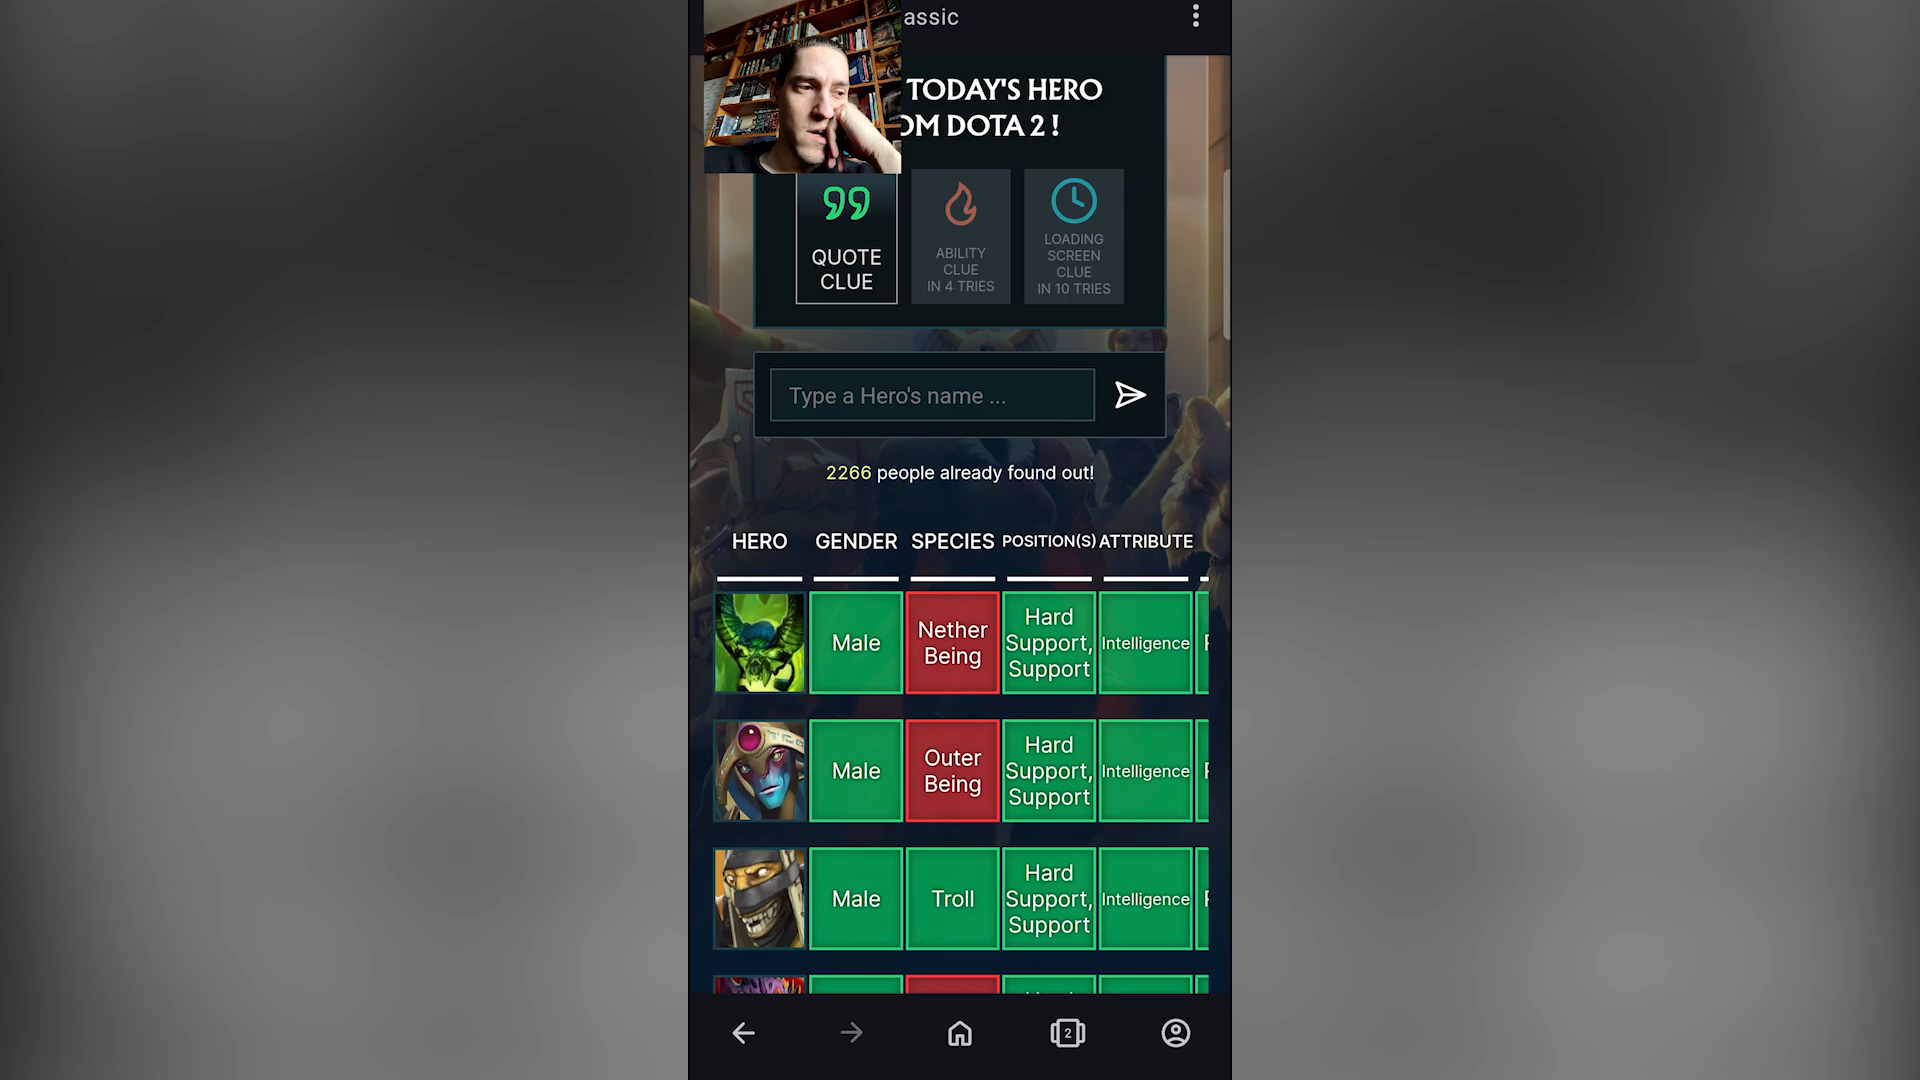 assic
TODAY'S HERO
OM DOTA 2 !
QUOTE
CLUE
ABILITY
CLUE
IN 4 TRIES
LOADING
SCREEN
CLUE
IN 10 TRIES
Type a Hero's name ...
2266 people already found out!
HERO GENDER SPECIES POSITION(S) ATTRIBUTE
Male
Nether
Being
Hard
Support,
Support
Intelligence
Male
Outer
Being
Hard
Support,
Support
Intelligence
Male
Troll
Hard
Support,
Support
Intelligence
2